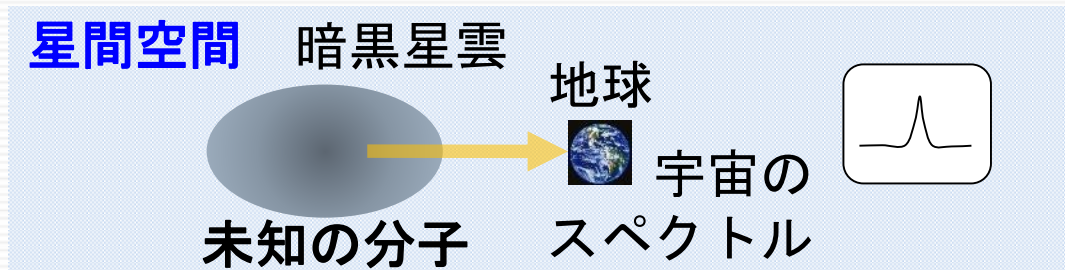 星間空間
暗黒星雲
地球
宇宙の
スペクトル
未知の分子